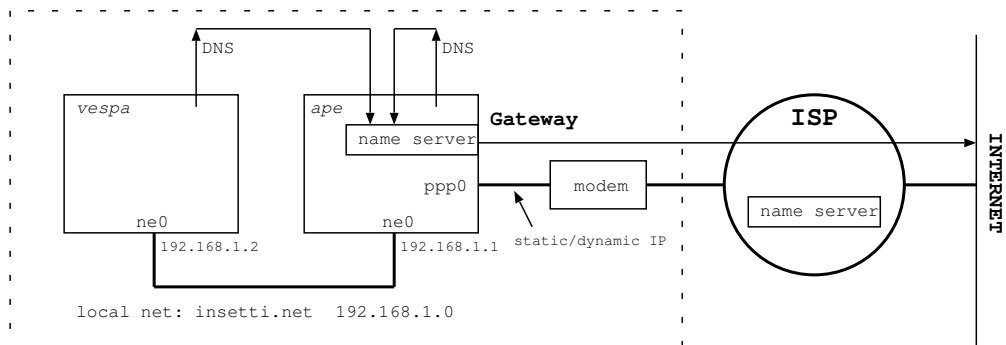 DNS
DNS
vespa
ape
Gateway
ISP
name server
INTERNET
ppp0
modem
name server
ne0
ne0
192.168.1.2
192.168.1.1
static/dynamic IP
local net: insetti.net 192.168.1.0